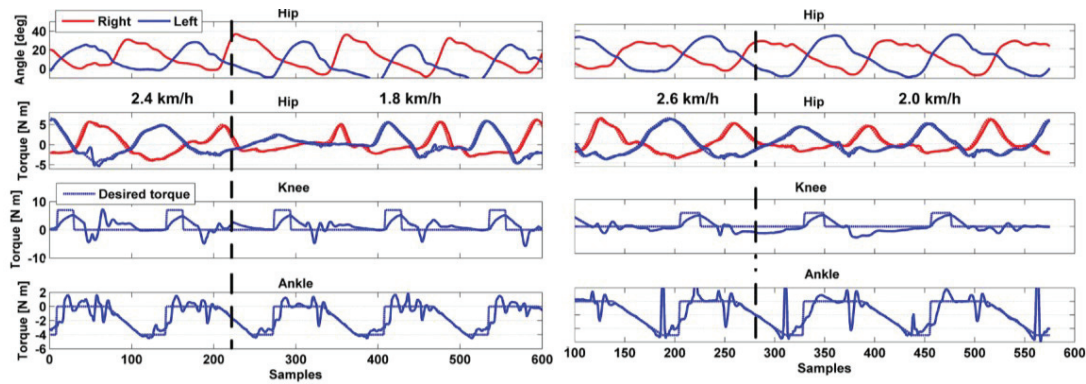 Hip
Hip
Right
Left
Angle [deg]
40
20
0
2.4 km/h
Hip
1.8 km/h
2.6 km/h
Hip
2.0 km/h
Torque [N m]
5
0
-5
Knee
Knee
Desired torque
Torque [N m]
10
0
-10
Ankle
Ankle
Torque [N m]
2
0
-2
-4
-6
0
100
200
300
400
500
600
100
150
200
250
300
350
400
450
500
550
600
Samples
Samples